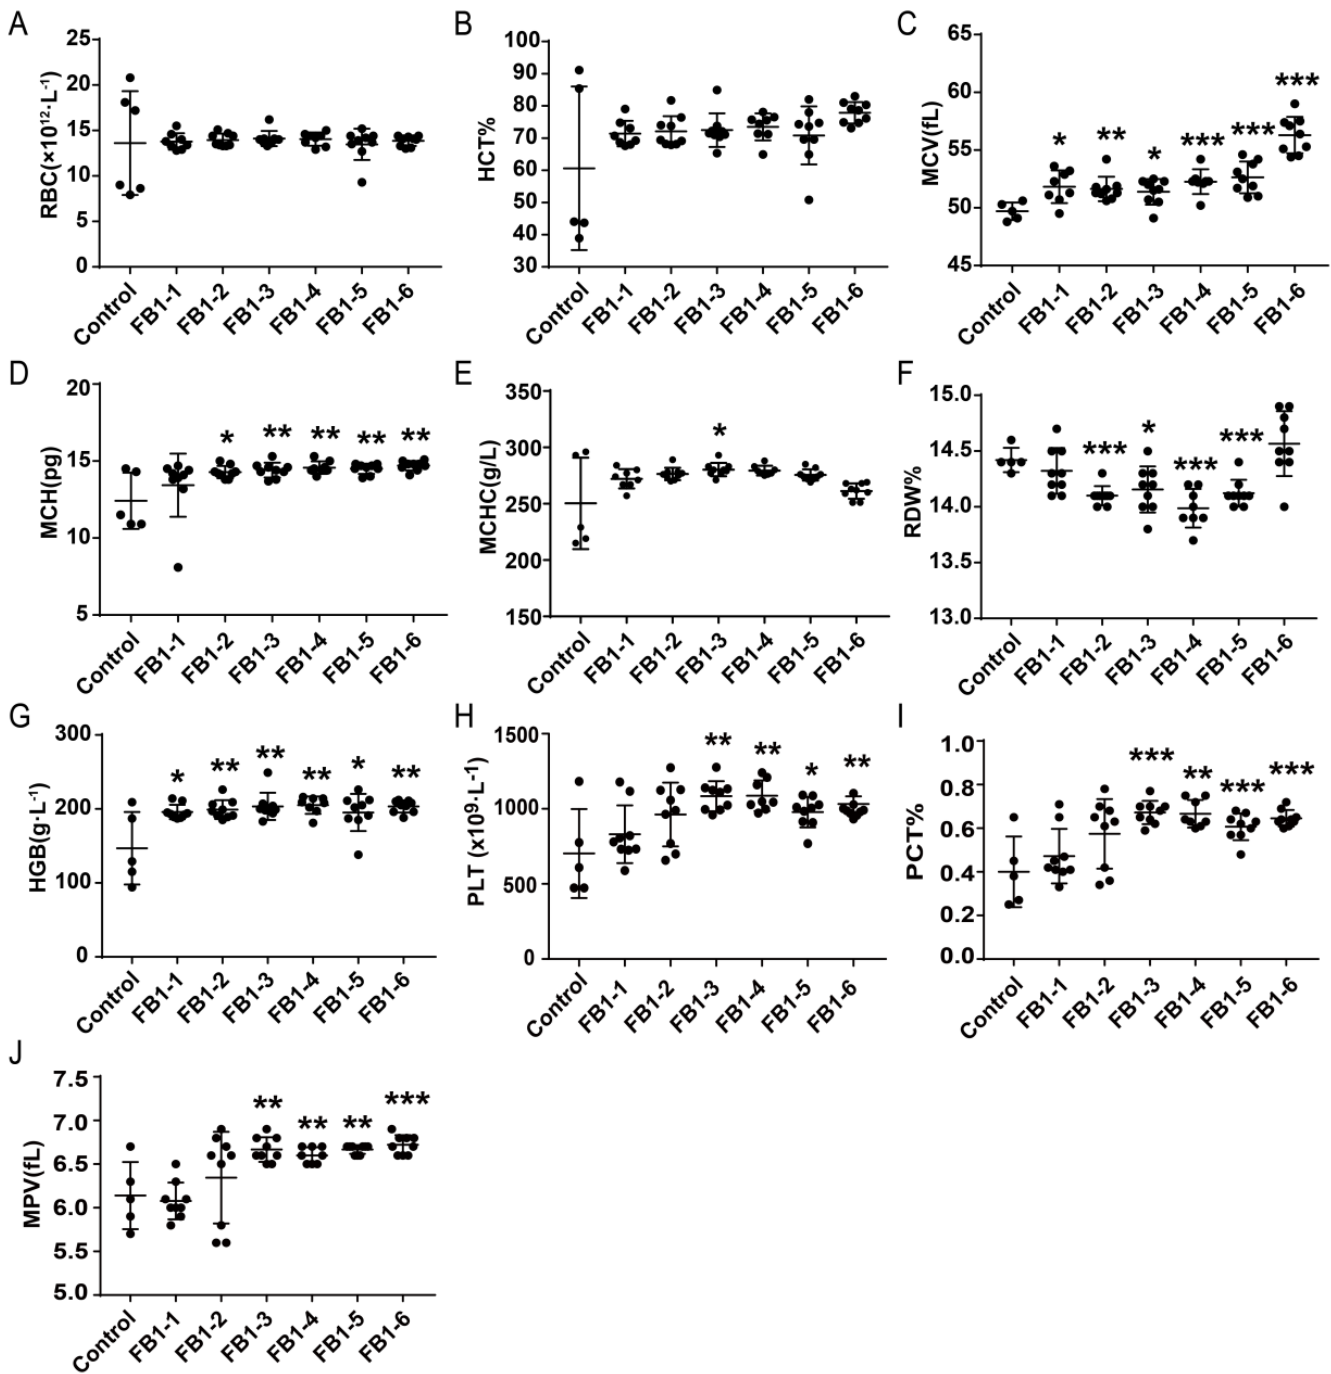 A
RBC(×10¹²·L⁻¹)
25
20
15
10
5
0
Control
FB1-1
FB1-2
FB1-3
FB1-4
FB1-5
FB1-6
B
HCT%
100
90
80
70
60
50
40
30
Control
FB1-1
FB1-2
FB1-3
FB1-4
FB1-5
FB1-6
C
MCV(fL)
65
60
55
50
45
* ** * *** *** ***
Control
FB1-1
FB1-2
FB1-3
FB1-4
FB1-5
FB1-6
D
MCH(pg)
20
15
10
5
* ** ** ** **
Control
FB1-1
FB1-2
FB1-3
FB1-4
FB1-5
FB1-6
E
MCHC(g/L)
350
300
250
200
150
*
Control
FB1-1
FB1-2
FB1-3
FB1-4
FB1-5
FB1-6
F
RDW%
15.0
14.5
14.0
13.5
13.0
*** * *** ***
Control
FB1-1
FB1-2
FB1-3
FB1-4
FB1-5
FB1-6
G
HGB(g·L⁻¹)
300
200
100
0
* ** ** ** * **
Control
FB1-1
FB1-2
FB1-3
FB1-4
FB1-5
FB1-6
H
PLT (x10⁹·L⁻¹)
1500
1000
500
0
** ** * **
Control
FB1-1
FB1-2
FB1-3
FB1-4
FB1-5
FB1-6
I
PCT%
1.0
0.8
0.6
0.4
0.2
0.0
*** ** *** ***
Control
FB1-1
FB1-2
FB1-3
FB1-4
FB1-5
FB1-6
J
MPV(fL)
7.5
7.0
6.5
6.0
5.5
5.0
** ** ** ***
Control
FB1-1
FB1-2
FB1-3
FB1-4
FB1-5
FB1-6